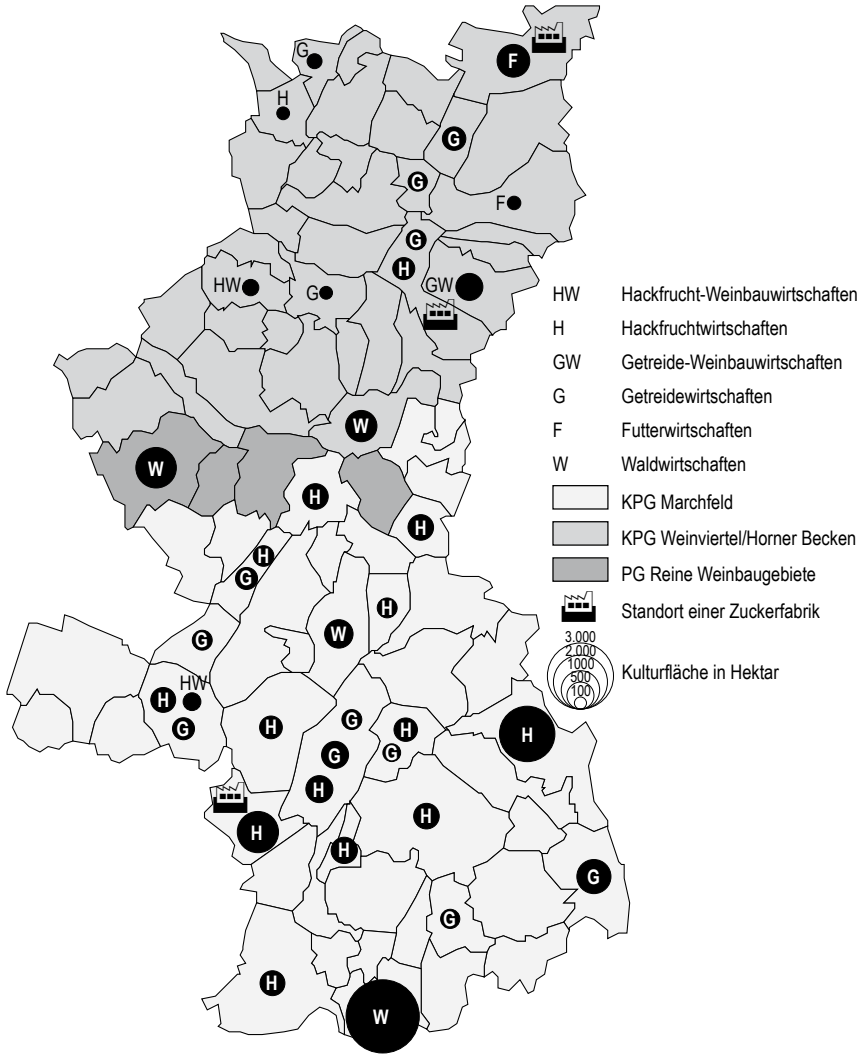 G
F
H
G
G
F
G
H
HW
G
GW
HW Hackfrucht-Weinbauwirtschaften
H Hackfruchtwirtschaften
GW Getreide-Weinbauwirtschaften
G Getreidewirtschaften
F Futterwirtschaften
W Waldwirtschaften
KPG Marchfeld
KPG Weinviertel/Horner Becken
PG Reine Weinbaugebiete
Standort einer Zuckerfabrik
3.000
2.000
1000
500
100
Kulturfläche in Hektar
W
W
H
H
H
G
H
W
G
HW
H
G
H
G
H
G
G
H
H
H
H
H
G
G
H
W